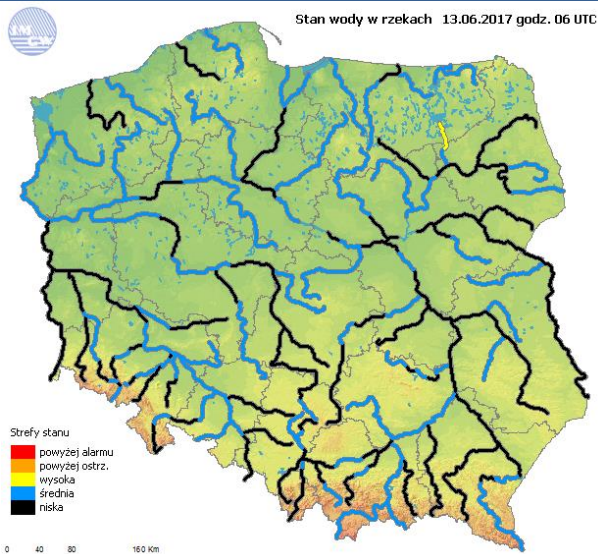 Stan wody w rzekach 13.06.2017 godz. 06 UTC
Strefy stanu
powyżej alarmu
powyżej ostrz.
wysoka
średnia
niska
0 40 80 160 Km